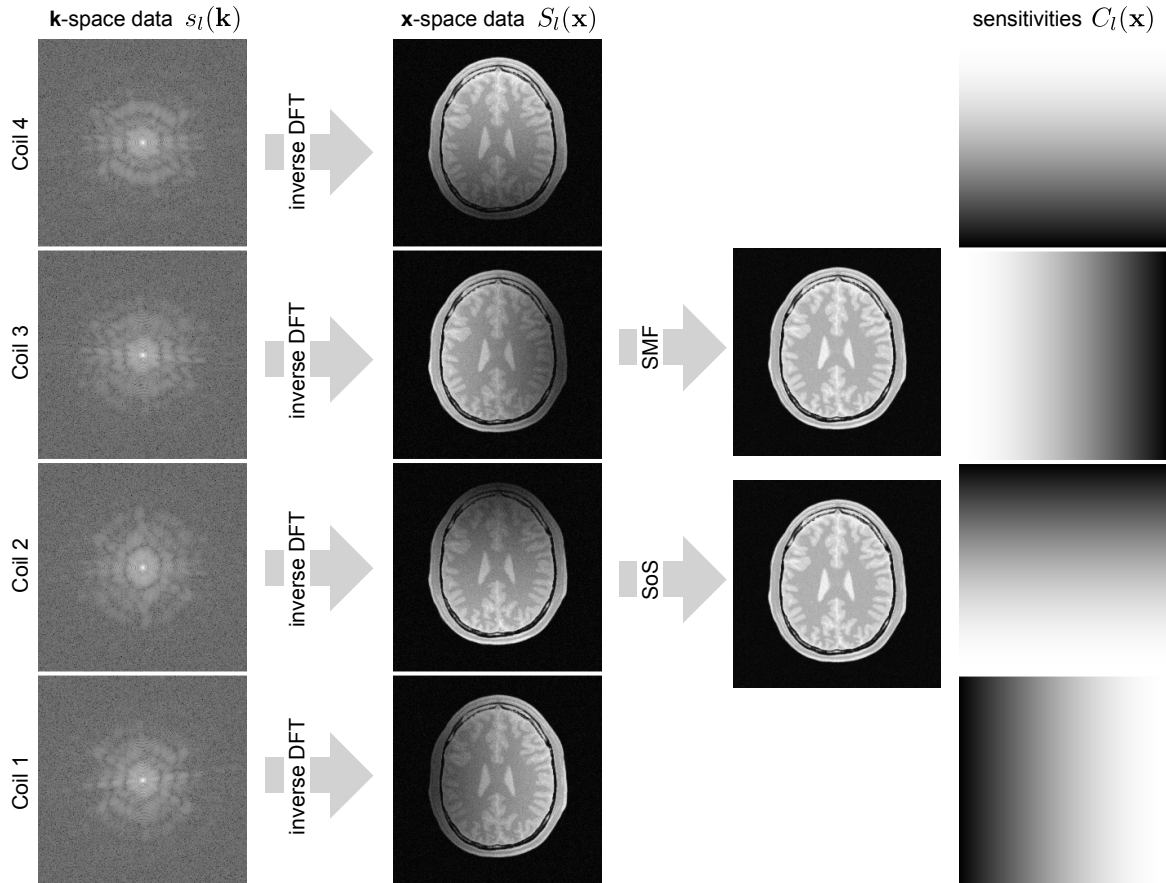 k-space data s_l(k)
x-space data S_l(x)
sensitivities C_l(x)
Coil 4
inverse DFT
Coil 3
inverse DFT
SMF
Coil 2
inverse DFT
SoS
Coil 1
inverse DFT